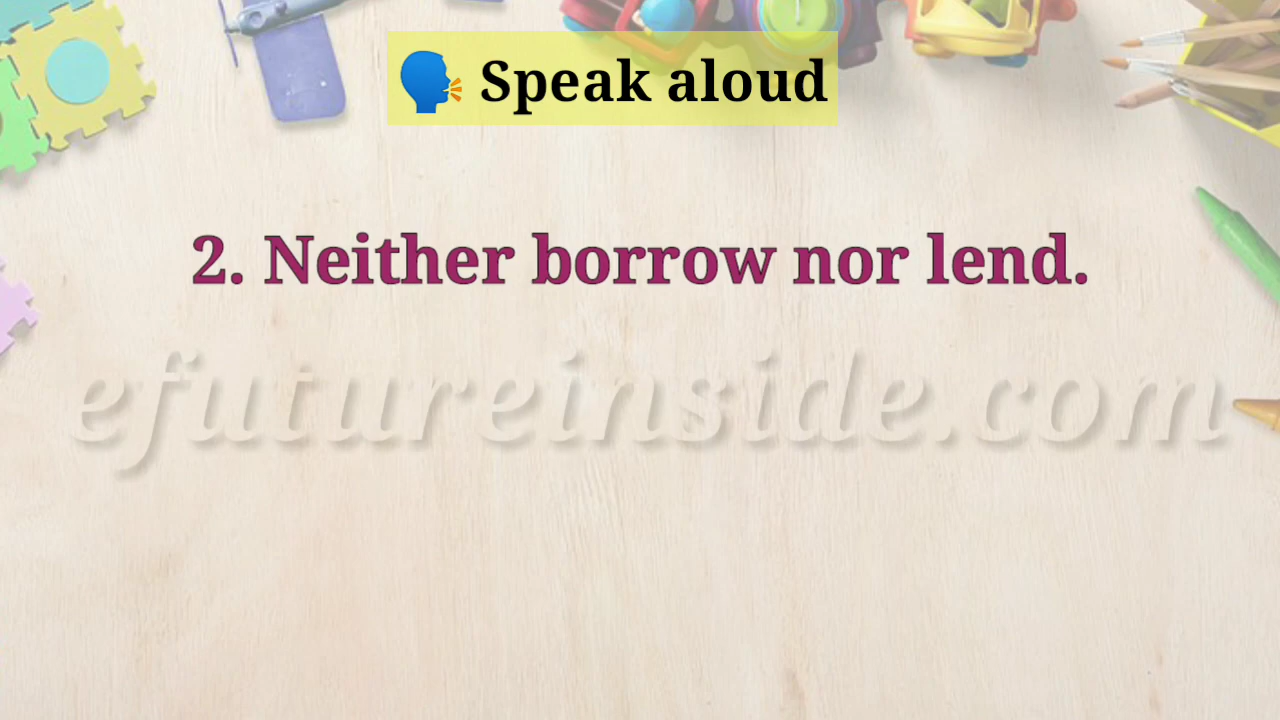 🗣 Speak aloud
2. Neither borrow nor lend.
efutureinside.com